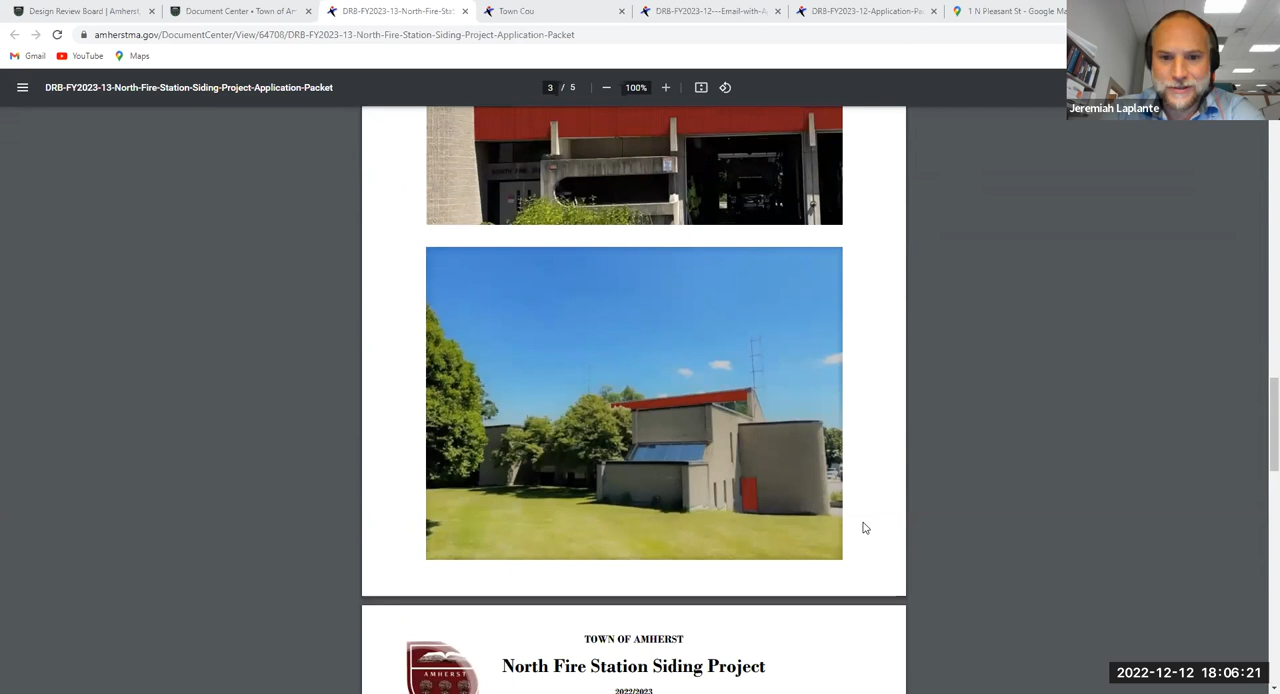 Design Review Board | Amherst,
Document Center • Town of Am
DRB-FY2023-13-North-Fire-Stat
Town Cou
DRB-FY2023-12---Email-with-A
DRB-FY2023-12-Application-Pa
1 N Pleasant St - Google Ma
amherstma.gov/DocumentCenter/View/64708/DRB-FY2023-13-North-Fire-Station-Siding-Project-Application-Packet
Gmail
YouTube
Maps
DRB-FY2023-13-North-Fire-Station-Siding-Project-Application-Packet
3 / 5
100%
Jeremiah Laplante
NORTH FIRE
TOWN OF AMHERST
North Fire Station Siding Project
2022/2023
AMHERST
2022-12-12 18:06:21